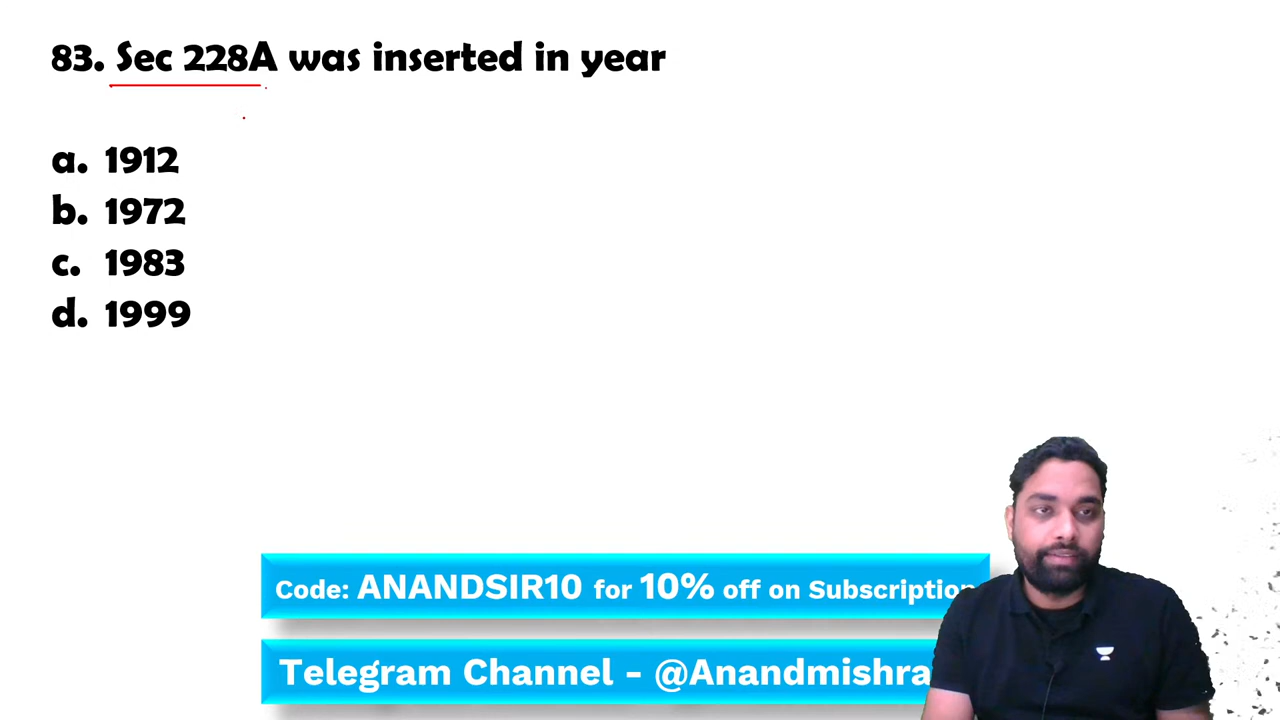 83. Sec 228A was inserted in year
a. 1912
b. 1972
c. 1983
d. 1999
Code: ANANDSIR10 for 10% off on Subscription
Telegram Channel - @Anandmishra